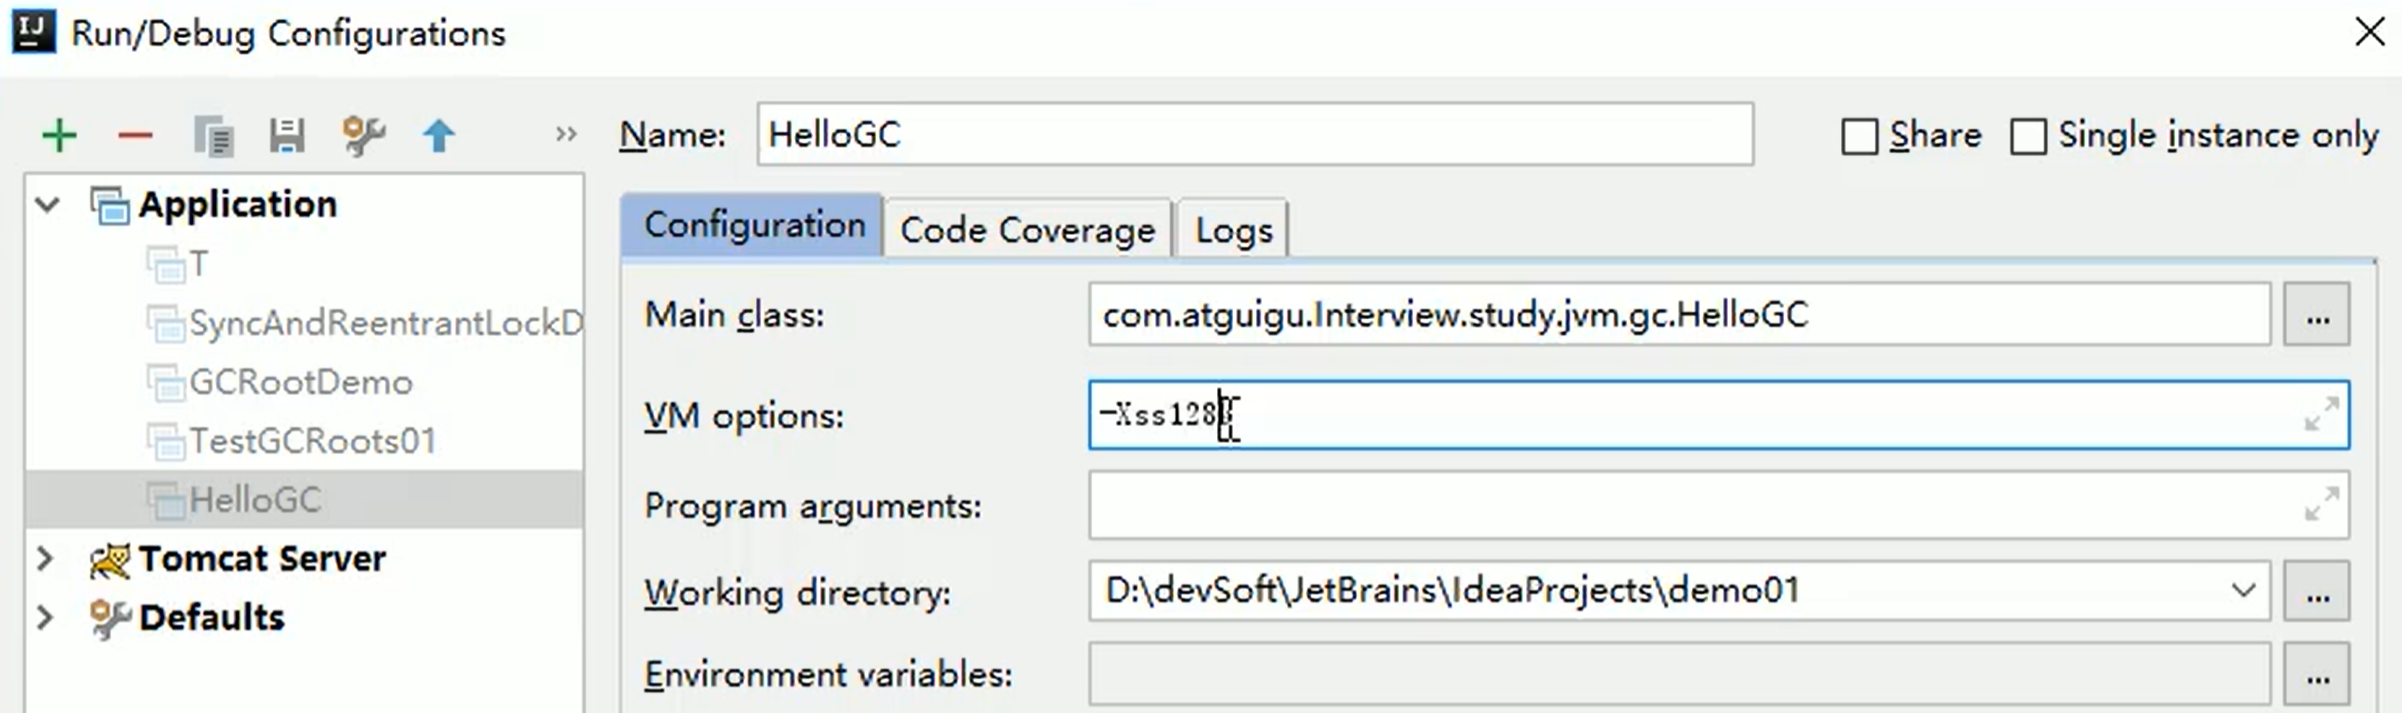 Run/Debug Configurations
Name: HelloGC Share Single instance only
Application
T
SyncAndReentrantLockD
GCRootDemo
TestGCRoots01
HelloGC
Tomcat Server
Defaults
Configuration Code Coverage Logs
Main class: com.atguigu.Interview.study.jvm.gc.HelloGC ...
VM options:
Program arguments:
Working directory: D:\devSoft\JetBrains\IdeaProjects\demo01 ...
Environment variables: ...